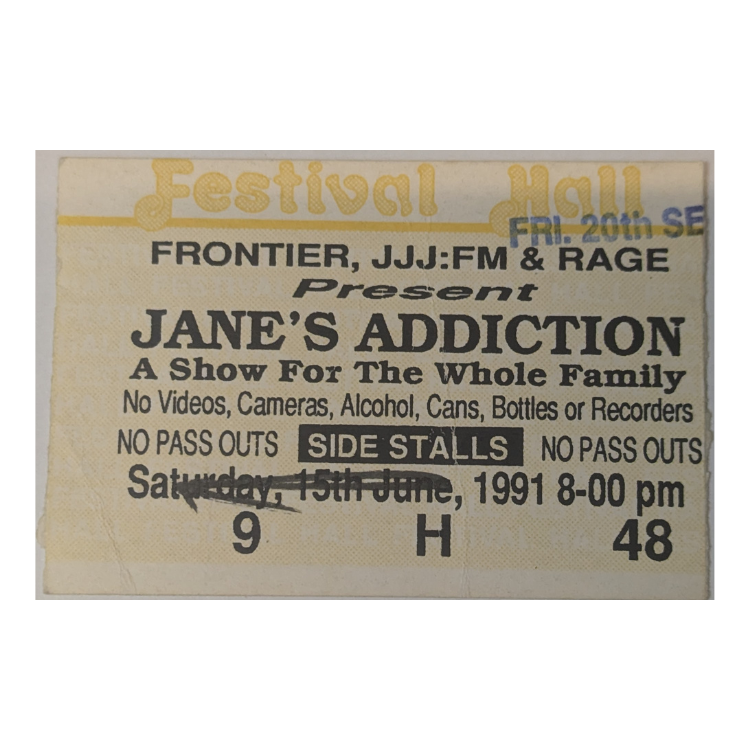 Festival Hall
FRI. 20th SE
FRONTIER, JJJ:FM & RAGE
Present
JANE'S ADDICTION
A Show For The Whole Family
No Videos, Cameras, Alcohol, Cans, Bottles or Recorders
NO PASS OUTS SIDE STALLS NO PASS OUTS
Saturday, 15th June, 1991 8-00 pm
9 H 48